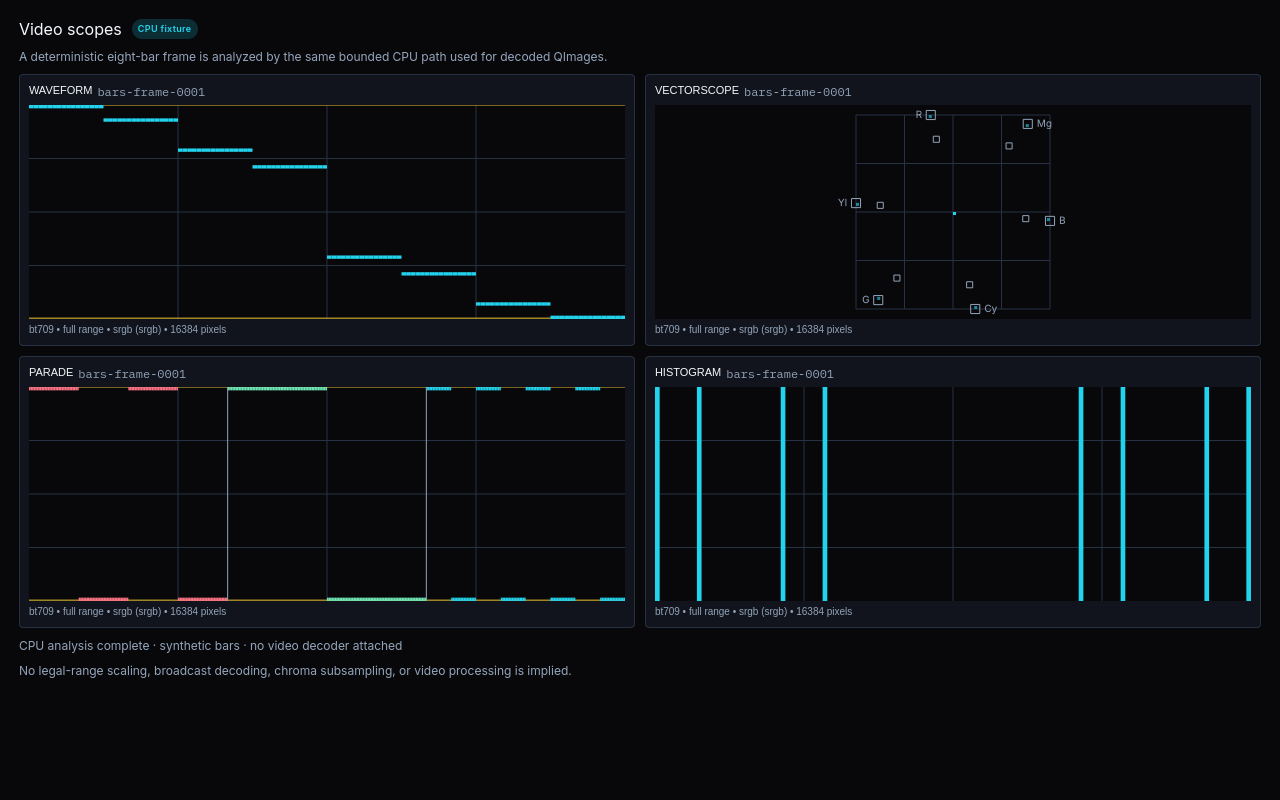 Video scopes CPU fixture
A deterministic eight-bar frame is analyzed by the same bounded CPU path used for decoded QImages.
WAVEFORM bars-frame-0001
bt709 • full range • srgb (srgb) • 16384 pixels
VECTORSCOPE bars-frame-0001
R
Mg
Yl
B
G
Cy
bt709 • full range • srgb (srgb) • 16384 pixels
PARADE bars-frame-0001
bt709 • full range • srgb (srgb) • 16384 pixels
HISTOGRAM bars-frame-0001
bt709 • full range • srgb (srgb) • 16384 pixels
CPU analysis complete · synthetic bars · no video decoder attached
No legal-range scaling, broadcast decoding, chroma subsampling, or video processing is implied.